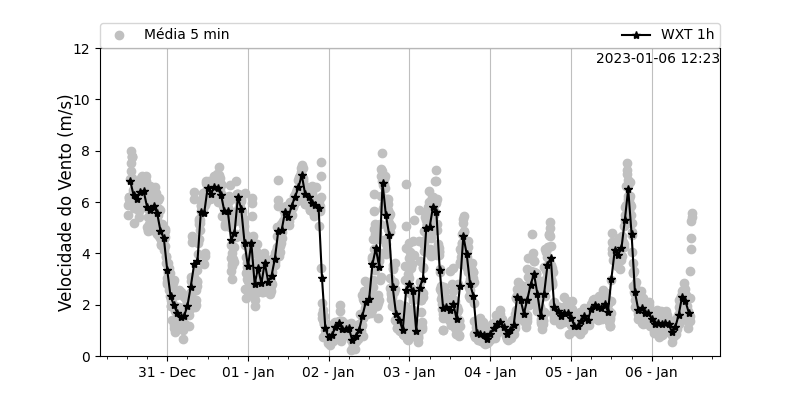 Média 5 min
WXT 1h
2023-01-06 12:23
Velocidade do Vento (m/s)
12
10
8
6
4
2
0
31 - Dec
01 - Jan
02 - Jan
03 - Jan
04 - Jan
05 - Jan
06 - Jan